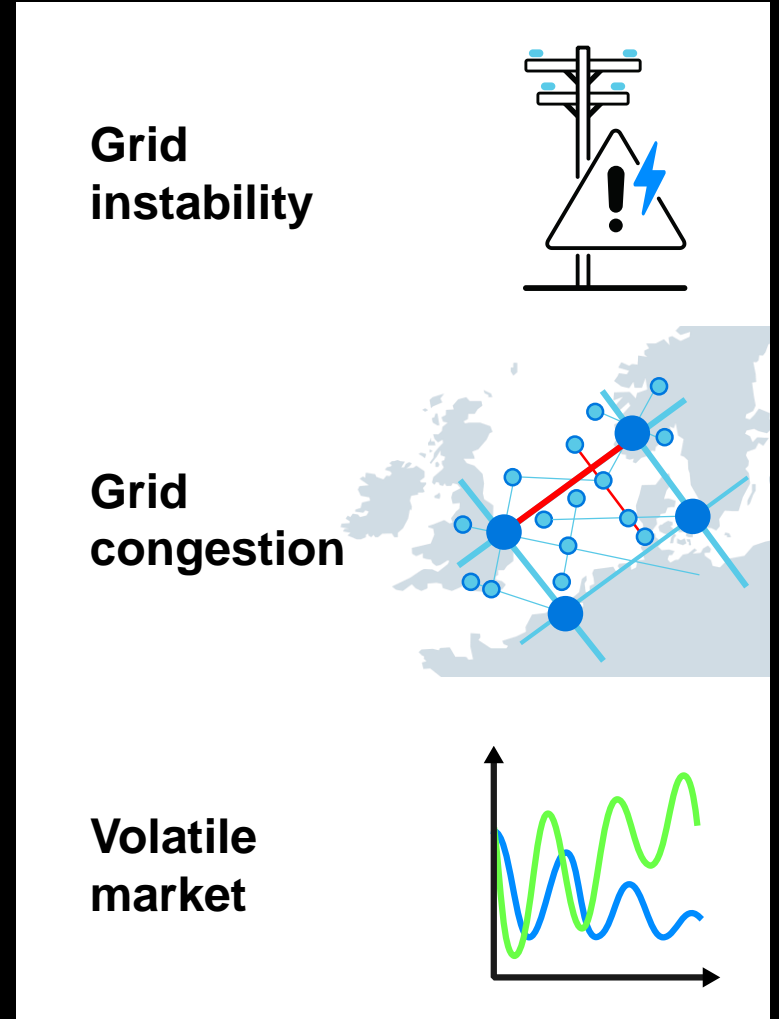 Grid
instability
Grid
congestion
Volatile
market